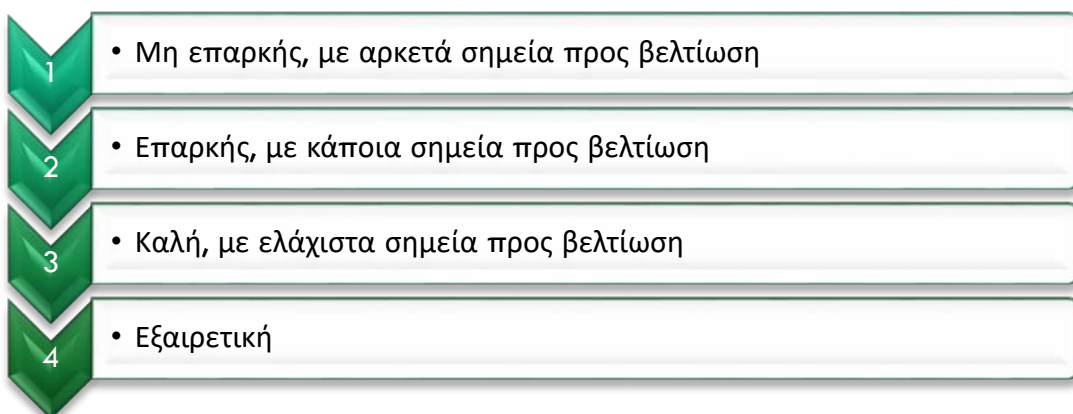 1
• Μη επαρκής, με αρκετά σημεία προς βελτίωση
2
• Επαρκής, με κάποια σημεία προς βελτίωση
3
• Καλή, με ελάχιστα σημεία προς βελτίωση
4
• Εξαιρετική